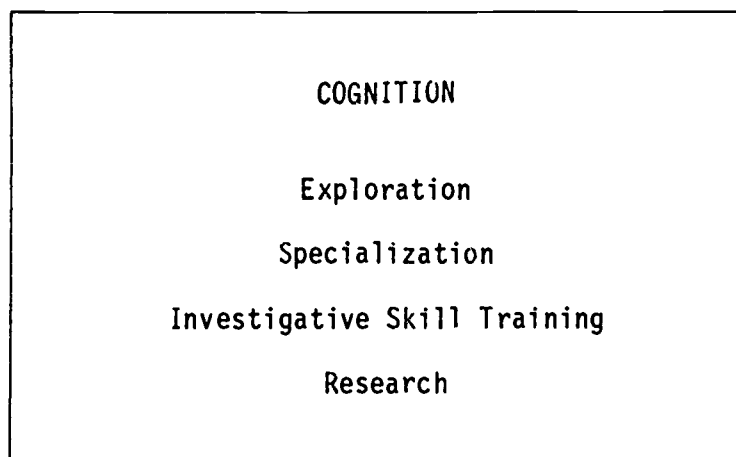 COGNITION
Exploration
Specialization
Investigative Skill Training
Research